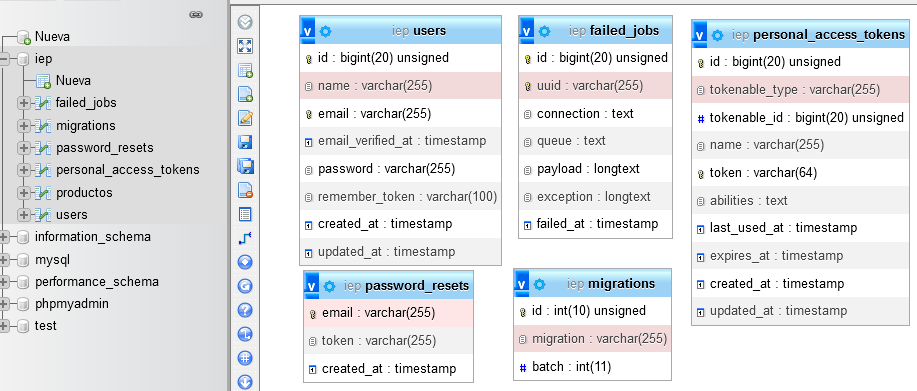 Nueva
iep
Nueva
failed_jobs
migrations
password_resets
personal_access_tokens
productos
users
information_schema
mysql
performance_schema
phpmyadmin
test
v iep users
id : bigint(20) unsigned
name : varchar(255)
email : varchar(255)
email_verified_at : timestamp
password : varchar(255)
remember_token : varchar(100)
created_at : timestamp
updated_at : timestamp
v iep failed_jobs
id : bigint(20) unsigned
uuid : varchar(255)
connection : text
queue : text
payload : longtext
exception : longtext
failed_at : timestamp
v iep personal_access_tokens
id : bigint(20) unsigned
tokenable_type : varchar(255)
# tokenable_id : bigint(20) unsigned
name : varchar(255)
token : varchar(64)
abilities : text
last_used_at : timestamp
expires_at : timestamp
created_at : timestamp
updated_at : timestamp
v iep password_resets
email : varchar(255)
token : varchar(255)
created_at : timestamp
v iep migrations
id : int(10) unsigned
migration : varchar(255)
# batch : int(11)